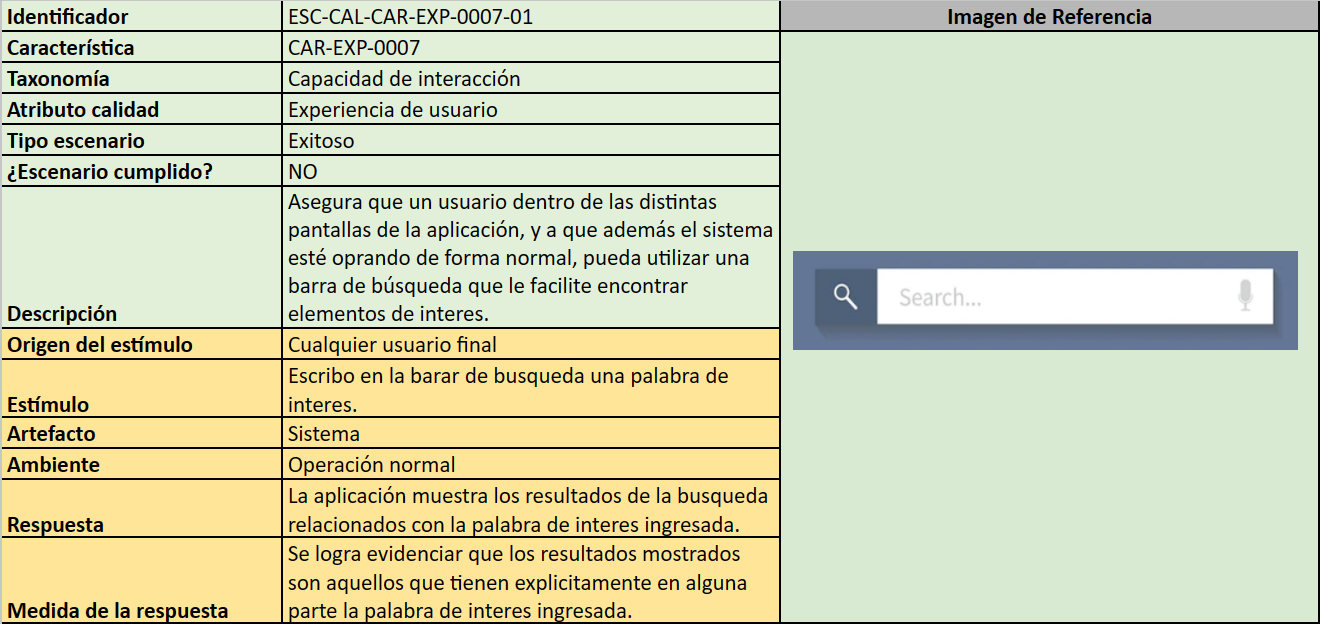 Identificador ESC-CAL-CAR-EXP-0007-01 Imagen de Referencia
Característica CAR-EXP-0007
Taxonomía Capacidad de interacción
Atributo calidad Experiencia de usuario
Tipo escenario Exitoso
¿Escenario cumplido? NO
Asegura que un usuario dentro de las distintas
pantallas de la aplicación, y a que además el sistema
esté oprando de forma normal, pueda utilizar una
barra de búsqueda que le facilite encontrar
Descripción elementos de interes.
Search...
Origen del estímulo Cualquier usuario final
Escribo en la barar de busqueda una palabra de
Estímulo interes.
Artefacto Sistema
Ambiente Operación normal
La aplicación muestra los resultados de la busqueda
Respuesta relacionados con la palabra de interes ingresada.
Se logra evidenciar que los resultados mostrados
son aquellos que tienen explicitamente en alguna
Medida de la respuesta parte la palabra de interes ingresada.